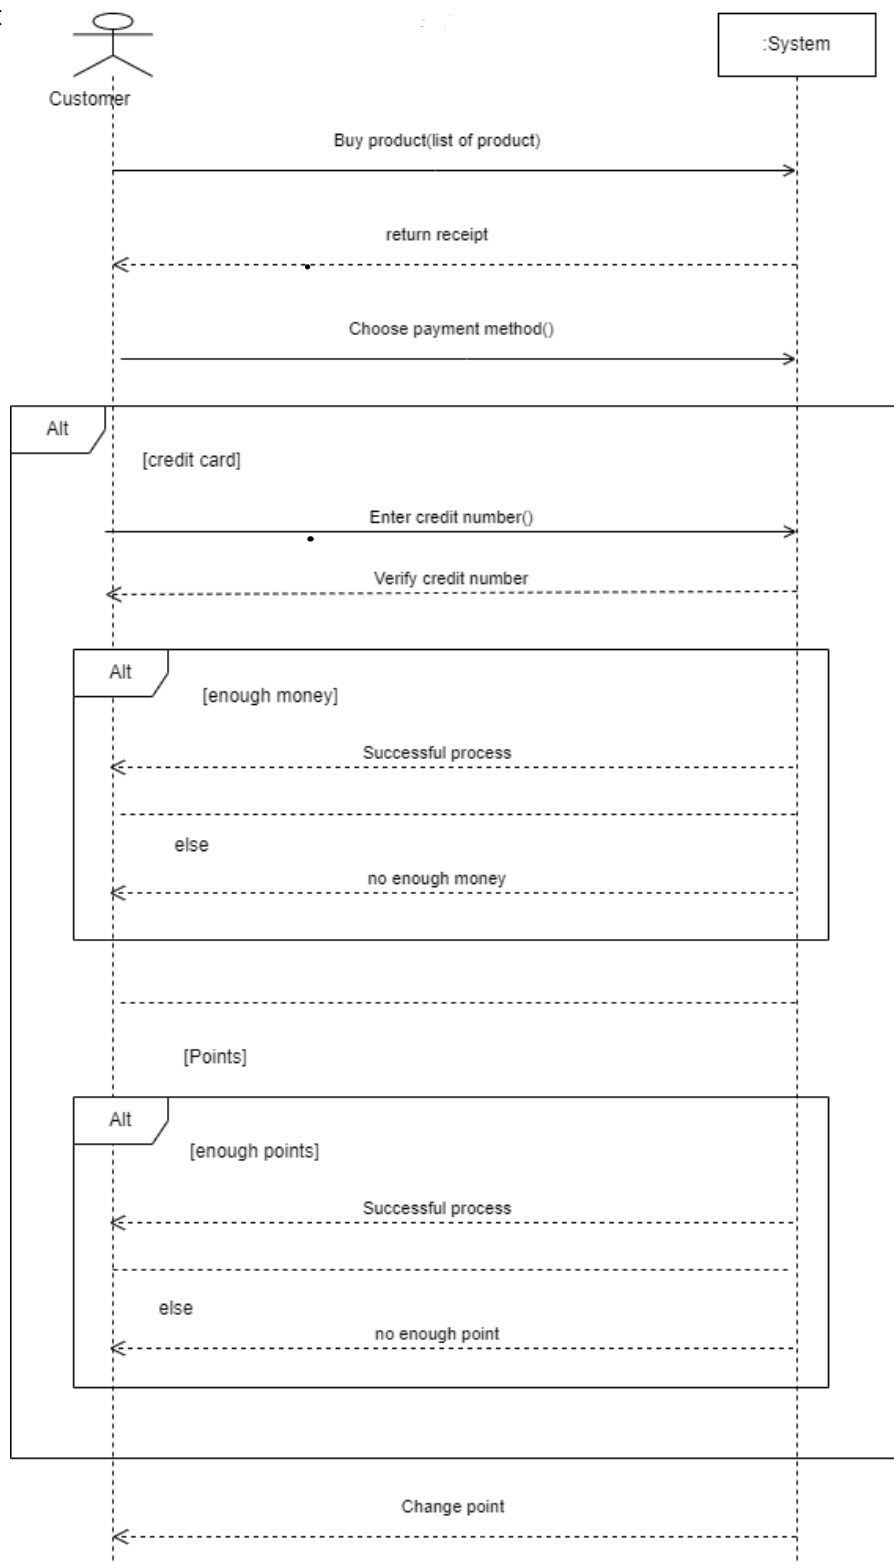 :System
Customer
Buy product(list of product)
return receipt
Choose payment method()
Alt
[credit card]
Enter credit number()
Verify credit number
Alt
[enough money]
Successful process
else
no enough money
[Points]
Alt
[enough points]
Successful process
else
no enough point
Change point